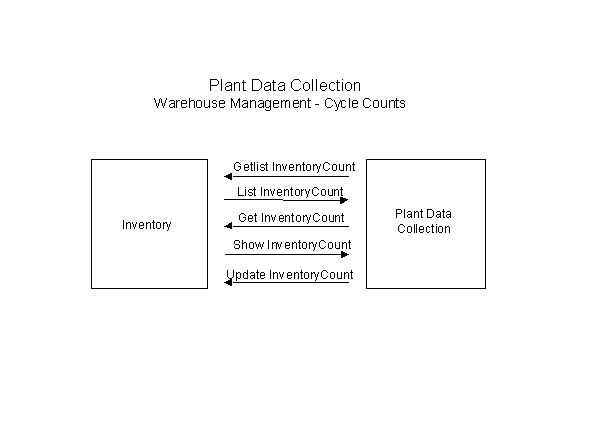 Plant Data Collection
Warehouse Management - Cycle Counts
Getlist InventoryCount
List InventoryCount
Get InventoryCount
Show InventoryCount
Update InventoryCount
Inventory
Plant Data
Collection